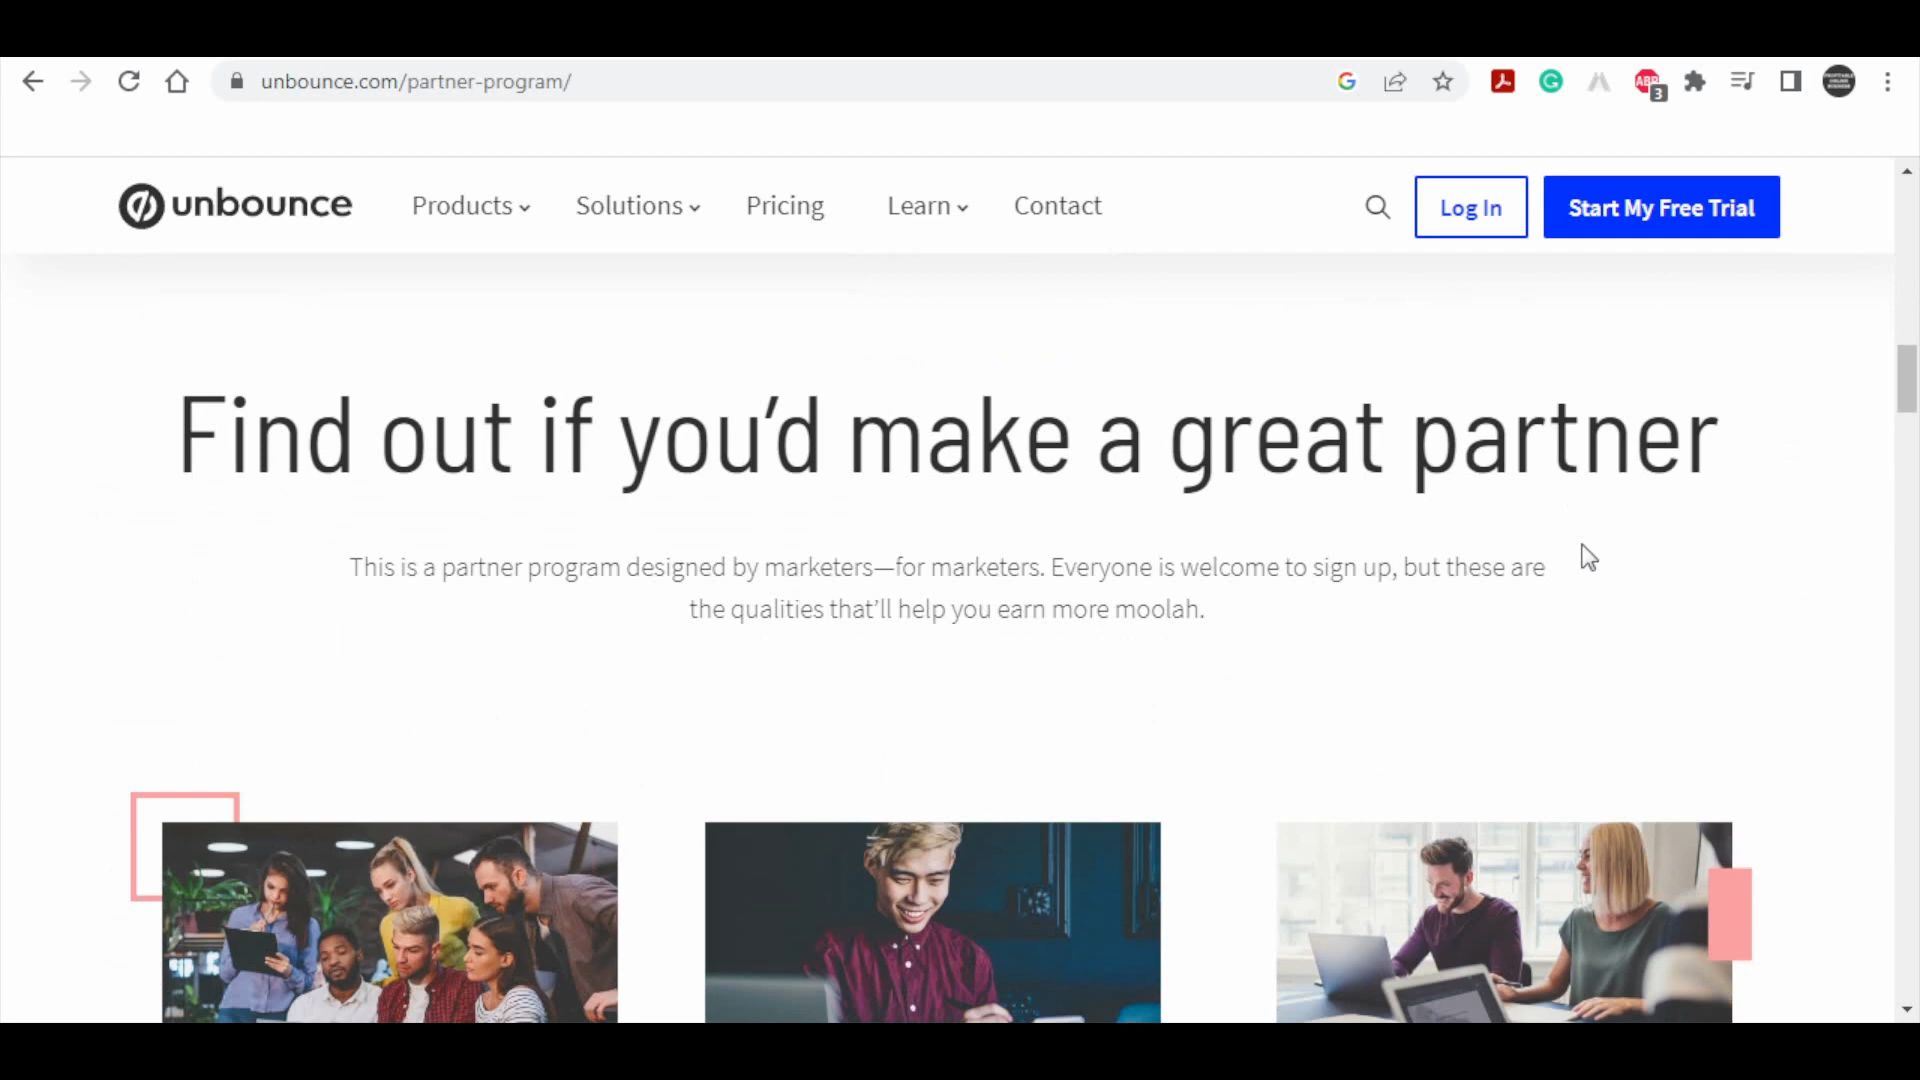 unbounce.com/partner-program/
ABP
3
unbounce
Products
Solutions
Pricing
Learn
Contact
Log In
Start My Free Trial
Find out if you’d make a great partner
This is a partner program designed by marketers—for marketers. Everyone is welcome to sign up, but these are
the qualities that’ll help you earn more moolah.